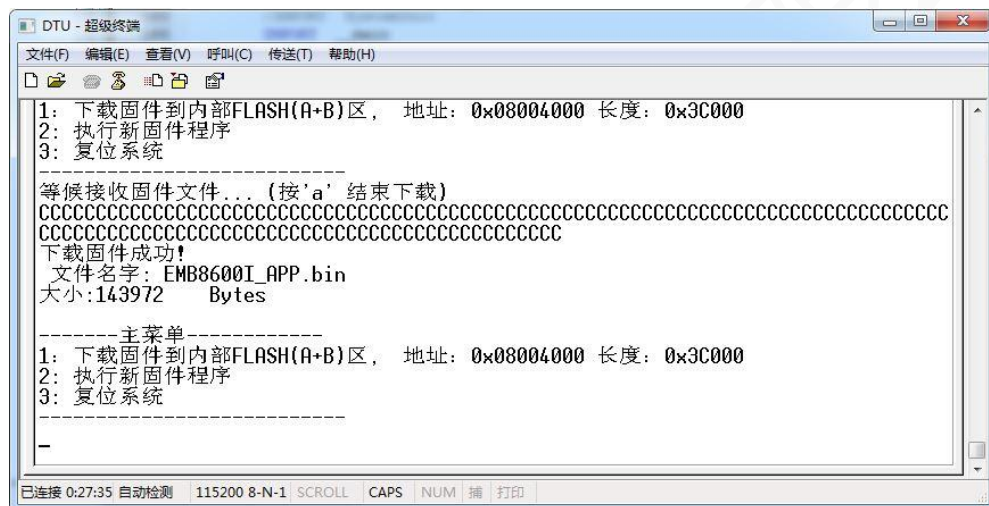 DTU - 超级终端
文件(F) 编辑(E) 查看(V) 呼叫(C) 传送(T) 帮助(H)
1: 下载固件到内部FLASH(A+B)区, 地址: 0x08004000 长度: 0x3C000
2: 执行新固件程序
3: 复位系统
----------------------------
等候接收固件文件... (按'a' 结束下载)
CCCCCCCCCCCCCCCCCCCCCCCCCCCCCCCCCCCCCCCCCCCCCCCCCCCCCCCCCCCCCCCCCCCCCCCCCCCCCCCC
CCCCCCCCCCCCCCCCCCCCCCCCCCCCCCCCCCCCCCCCCCCCCC
下载固件成功!
文件名字: EMB8600I_APP.bin
大小:143972 Bytes
-------主菜单------------
1: 下载固件到内部FLASH(A+B)区, 地址: 0x08004000 长度: 0x3C000
2: 执行新固件程序
3: 复位系统
----------------------------
_
已连接 0:27:35 自动检测 115200 8-N-1 SCROLL CAPS NUM 捕 打印